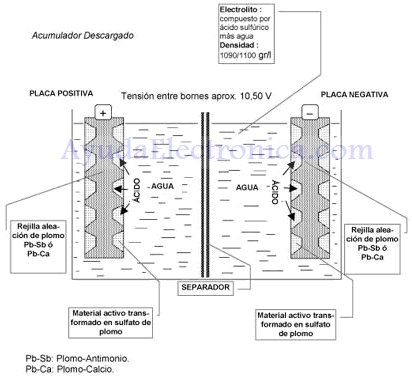 Acumulador Descargado
Electrolito :
compuesto por
ácido sulfúrico
más agua
Densidad :
1090/1100 gr/l
PLACA POSITIVA
Tensión entre bornes aprox. 10,50 V
PLACA NEGATIVA
+
–
AyudaElectronica.com
ÁCIDO
AGUA
AGUA
ÁCIDO
Rejilla alea-
ción de plomo
Pb-Sb ó
Pb-Ca
Rejilla alea-
ción de plomo
Pb-Sb ó
Pb-Ca
SEPARADOR
Material activo trans-
formado en sulfato de
plomo
Material activo trans-
formado en sulfato de
plomo
Pb-Sb: Plomo-Antimonio.
Pb-Ca: Plomo-Calcio.